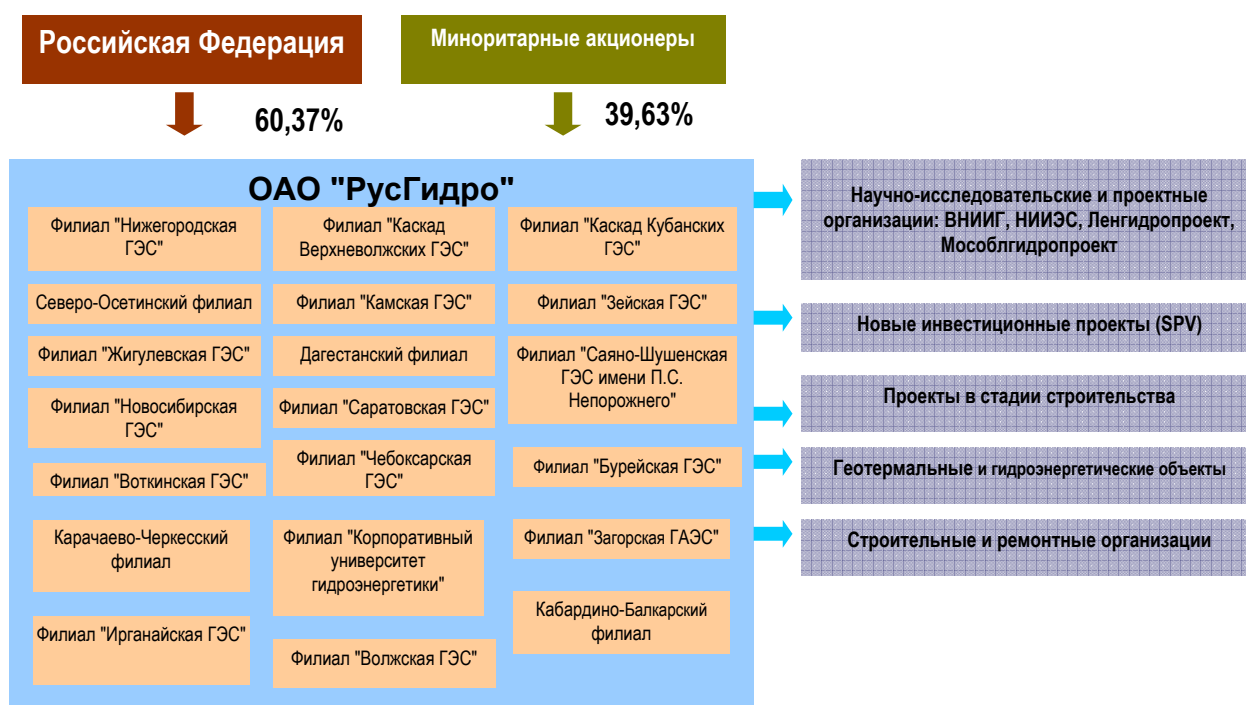 Российская Федерация
Миноритарные акционеры
60,37%
39,63%
ОАО "РусГидро"
Филиал "Нижегородская
ГЭС"
Филиал "Каскад
Верхневолжских ГЭС"
Филиал "Каскад Кубанских
ГЭС"
Северо-Осетинский филиал
Филиал "Камская ГЭС"
Филиал "Зейская ГЭС"
Филиал "Жигулевская ГЭС"
Дагестанский филиал
Филиал "Саяно-Шушенская
ГЭС имени П.С.
Непорожнего"
Филиал "Новосибирская
ГЭС"
Филиал "Саратовская ГЭС"
Филиал "Воткинская ГЭС"
Филиал "Чебоксарская
ГЭС"
Филиал "Бурейская ГЭС"
Карачаево-Черкесский
филиал
Филиал "Корпоративный
университет
гидроэнергетики"
Филиал "Загорская ГАЭС"
Кабардино-Балкарский
филиал
Филиал "Ирганайская ГЭС"
Филиал "Волжская ГЭС"
Научно-исследовательские и проектные
организации: ВНИИГ, НИИЭС, Ленгидропроект,
Мособлгидропроект
Новые инвестиционные проекты (SPV)
Проекты в стадии строительства
Геотермальные и гидроэнергетические объекты
Строительные и ремонтные организации